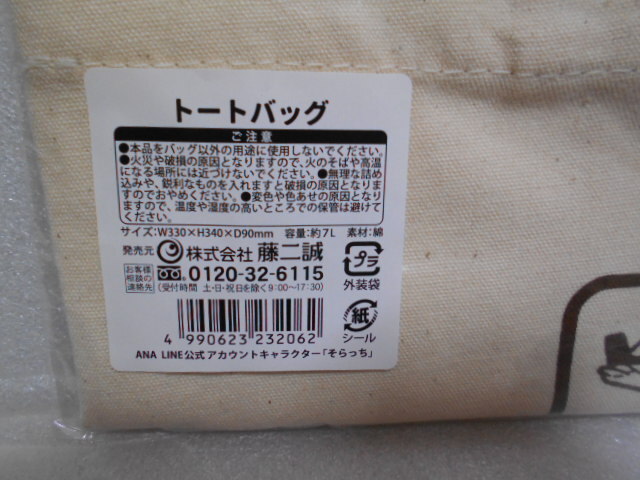 トートバッグ
ご注意
●本品をバッグ以外の用途に使用しないでください。
●火災や破損の原因となりますので、火のそばや高温
になる場所には近づけないでください。●無理な詰め
込みや、鋭利なものを入れますと破損の原因となりま
すのでおやめください。●変色や色あせの原因となり
ますので、温度や湿度の高いところでの保管は避けて
ください。
サイズ:W330×H340×D90mm 容量:約7L 素材:綿
発売元 株式会社 藤二誠
お客様相談の連絡先 0120-32-6115
(受付時間 土・日・祝日を除く9:00〜17:30)
プラ
外装袋
紙
シール
4 990623 232062
ANA LINE公式アカウントキャラクター「そらっち」